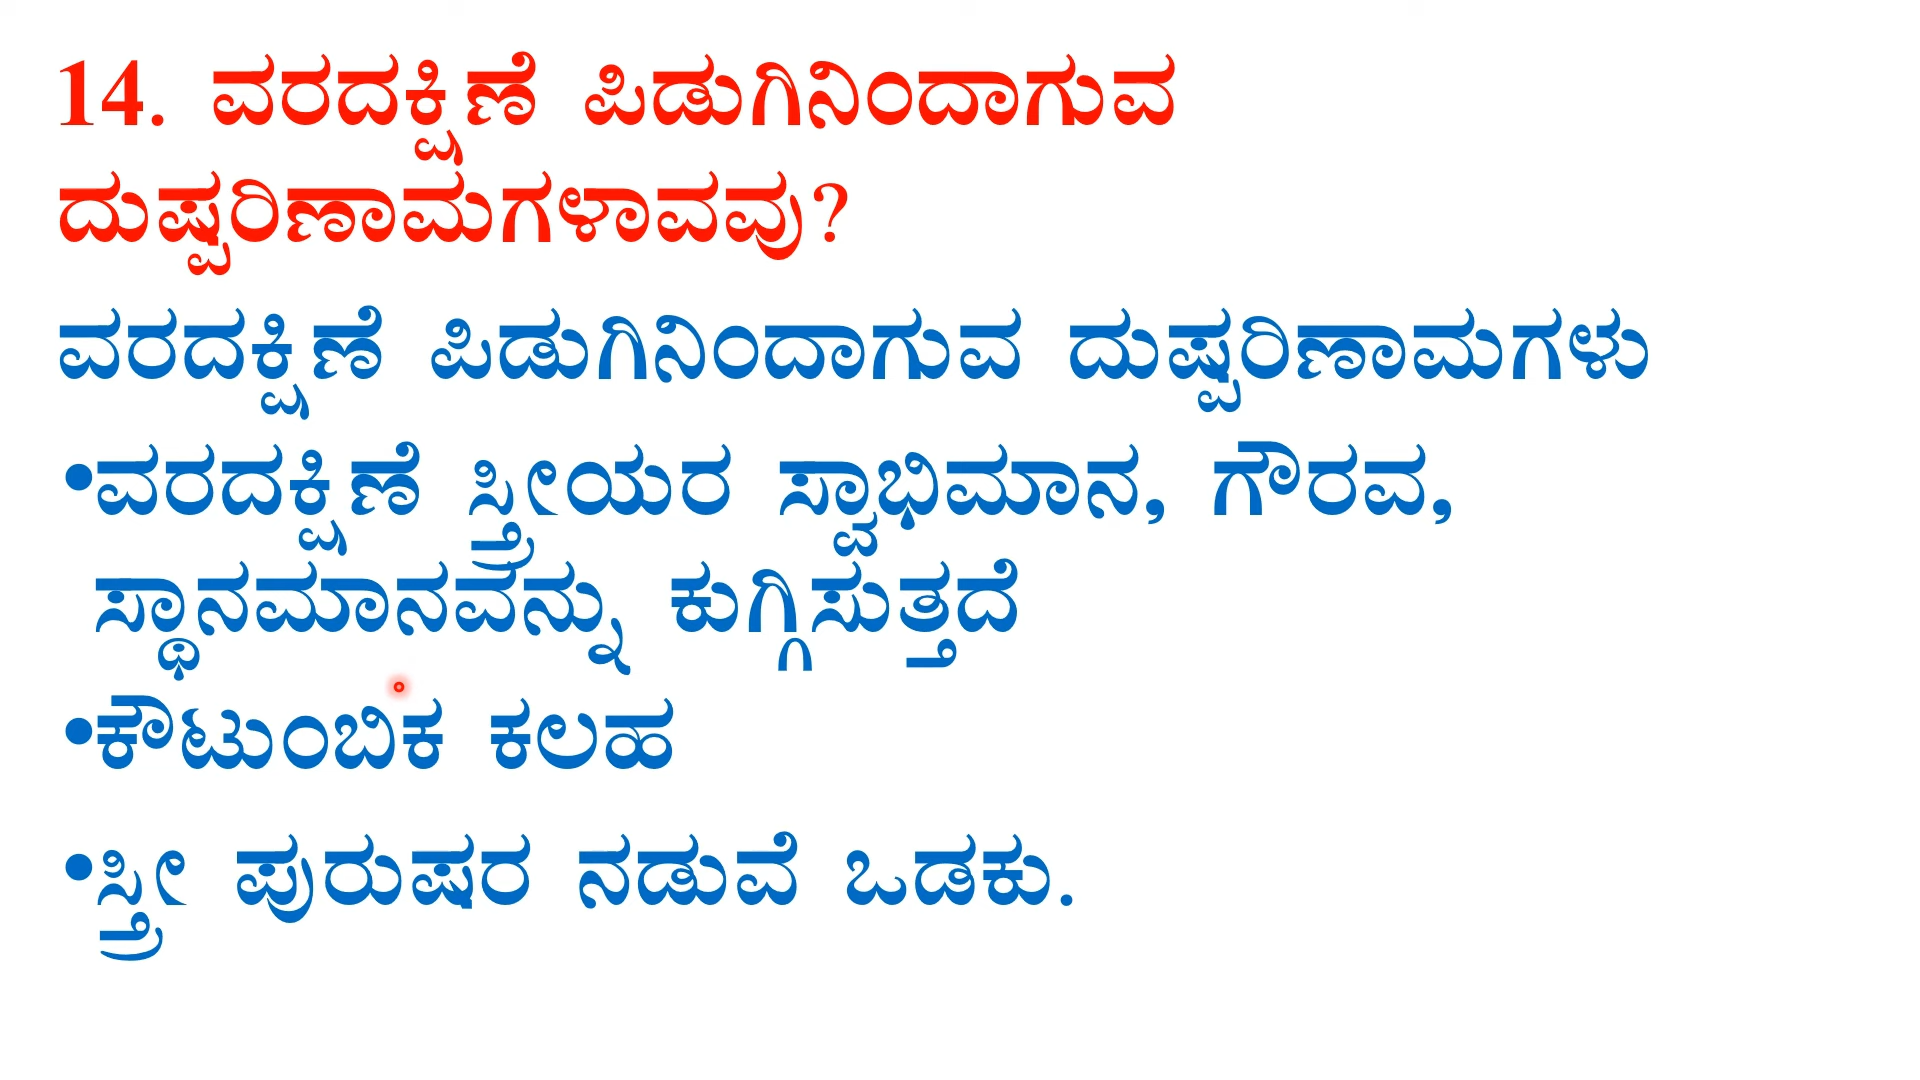 14. ವರದಕ್ಷಿಣೆ ಪಿಡುಗಿನಿಂದಾಗುವ
ದುಷ್ಪರಿಣಾಮಗಳಾವವು?
ವರದಕ್ಷಿಣೆ ಪಿಡುಗಿನಿಂದಾಗುವ ದುಷ್ಪರಿಣಾಮಗಳು
•ವರದಕ್ಷಿಣೆ ಸ್ತ್ರೀಯರ ಸ್ವಾಭಿಮಾನ, ಗೌರವ,
ಸ್ಥಾನಮಾನವನ್ನು ಕುಗ್ಗಿಸುತ್ತದೆ
•ಕೌಟುಂಬಿಕ ಕಲಹ
•ಸ್ತ್ರೀ ಪುರುಷರ ನಡುವೆ ಒಡಕು.